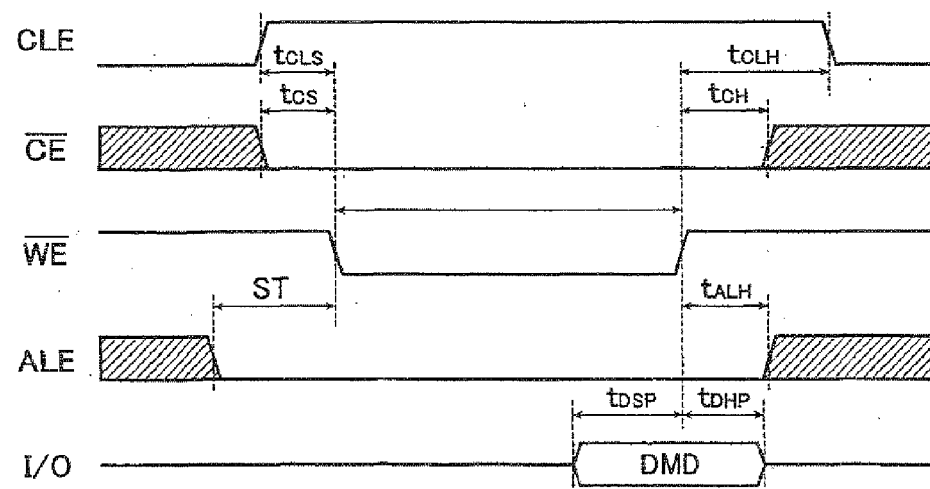 CLE
tCLS
tCLH
tCS
tCH
CE
WE
ST
tALH
ALE
tDSP
tDHP
I/O
DMD